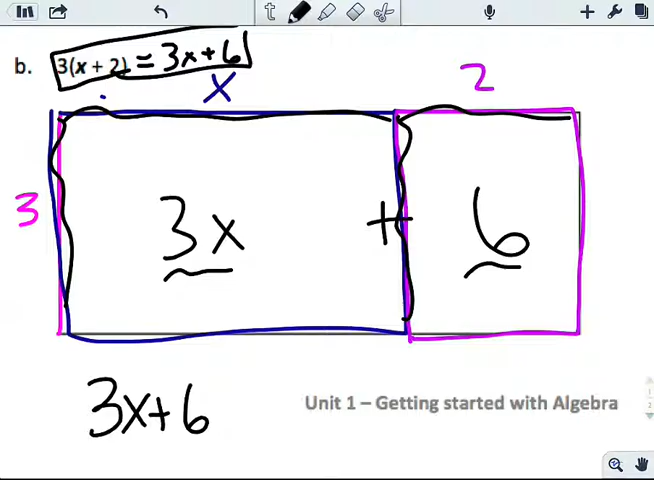 b. 3(x + 2) = 3x+6
x
2
3
3x + 6
3x+6
Unit 1 – Getting started with Algebra